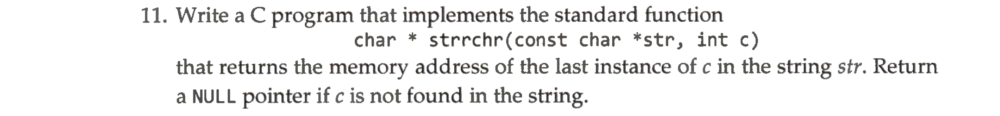 11. Write a C program that implements the standard function
char * strrchr(const char *str, int c)
that returns the memory address of the last instance of c in the string str. Return
a NULL pointer if c is not found in the string.